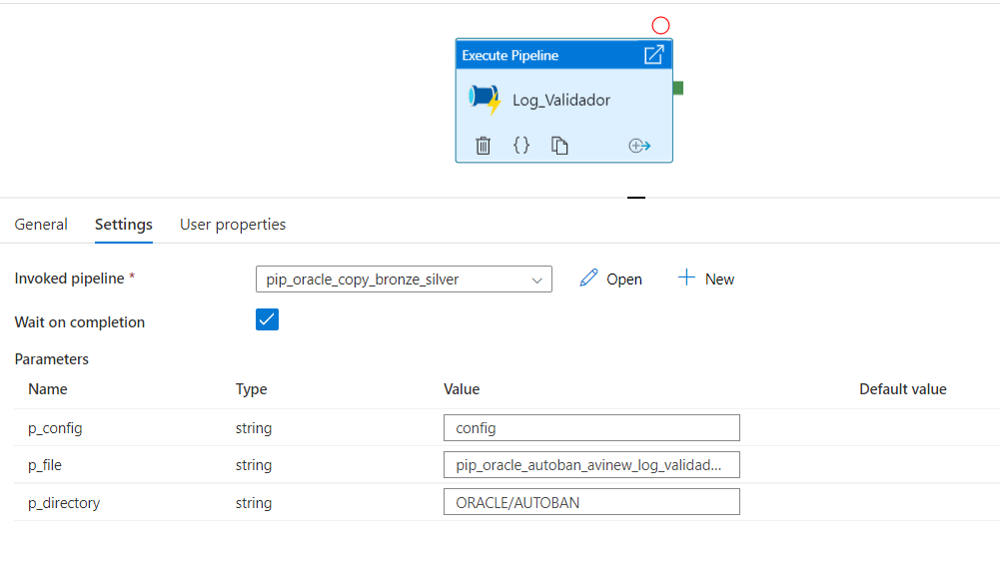 Execute Pipeline
Log_Validador
{}
General Settings User properties
Invoked pipeline * pip_oracle_copy_bronze_silver Open New
Wait on completion
Parameters
Name Type Value Default value
p_config string config
p_file string pip_oracle_autoban_avinew_log_validad...
p_directory string ORACLE/AUTOBAN